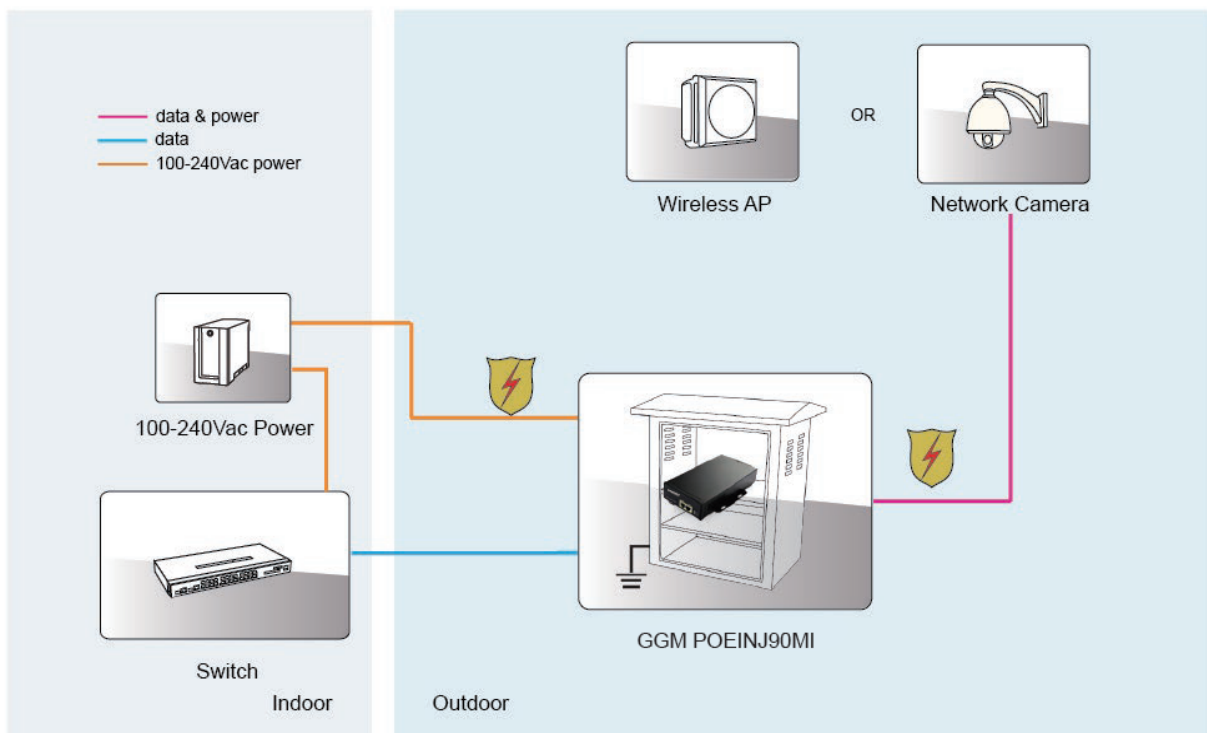 data & power
data
100-240Vac power
Wireless AP
OR
Network Camera
100-240Vac Power
Switch
GGM POEINJ90MI
Indoor
Outdoor